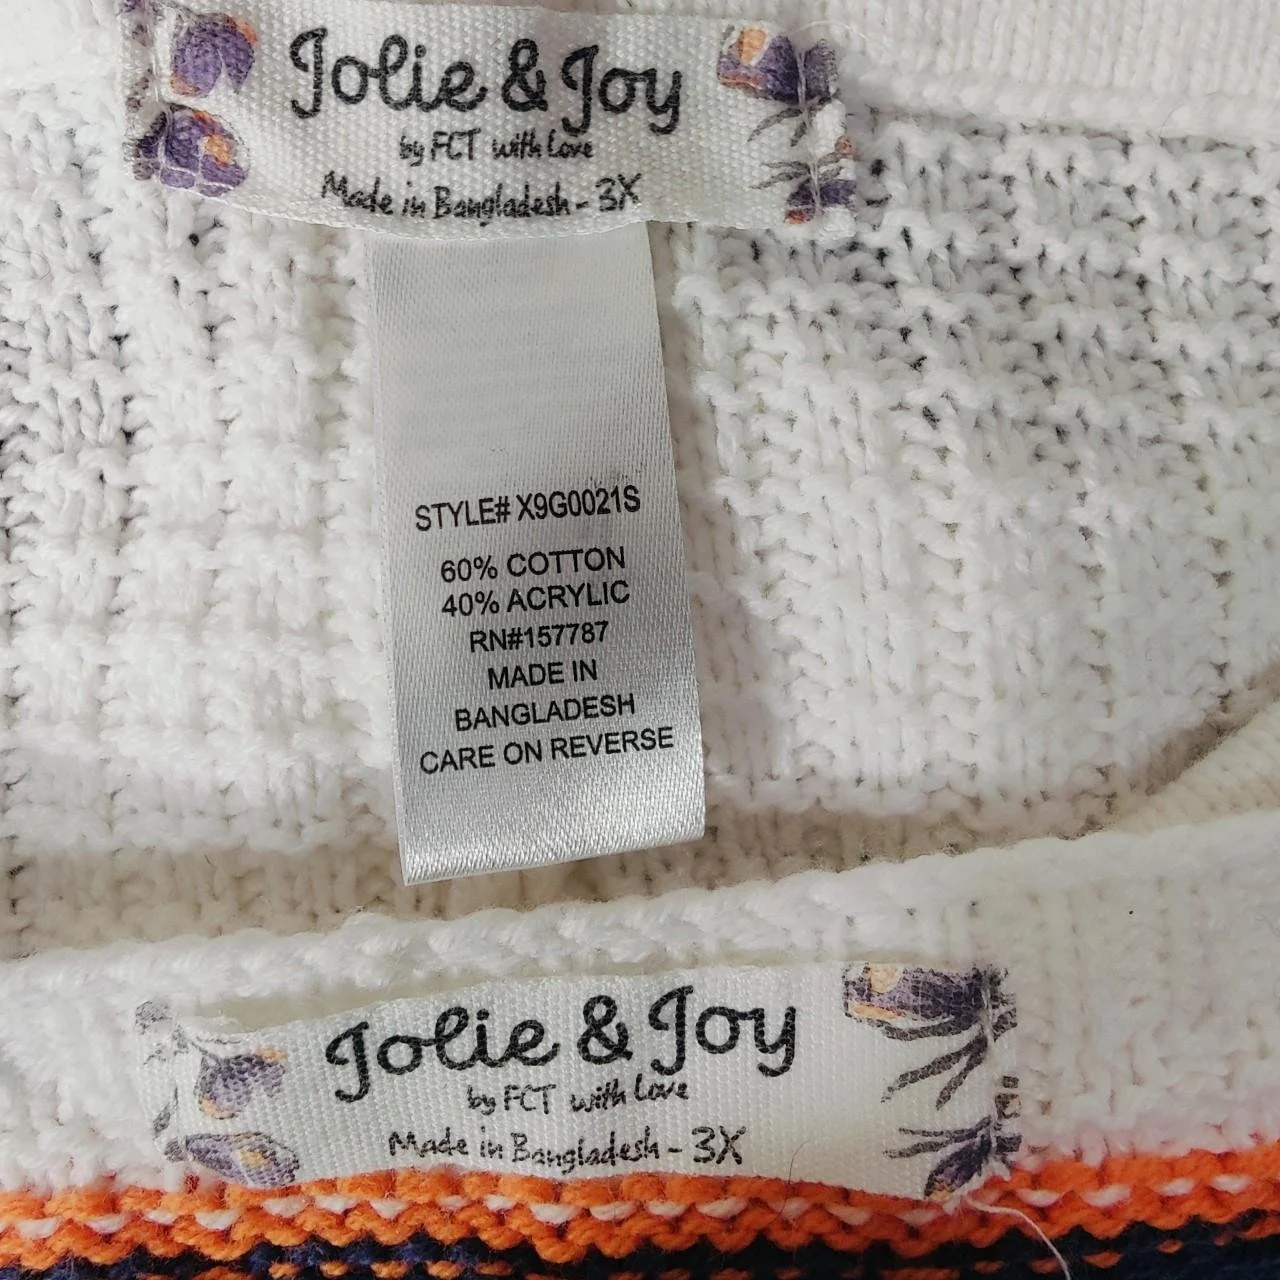 Jolie & Joy
by FCT with Love
Made in Bangladesh - 3X
STYLE# X9G0021S
60% COTTON
40% ACRYLIC
RN#157787
MADE IN
BANGLADESH
CARE ON REVERSE
Jolie & Joy
by FCT with Love
Made in Bangladesh - 3X